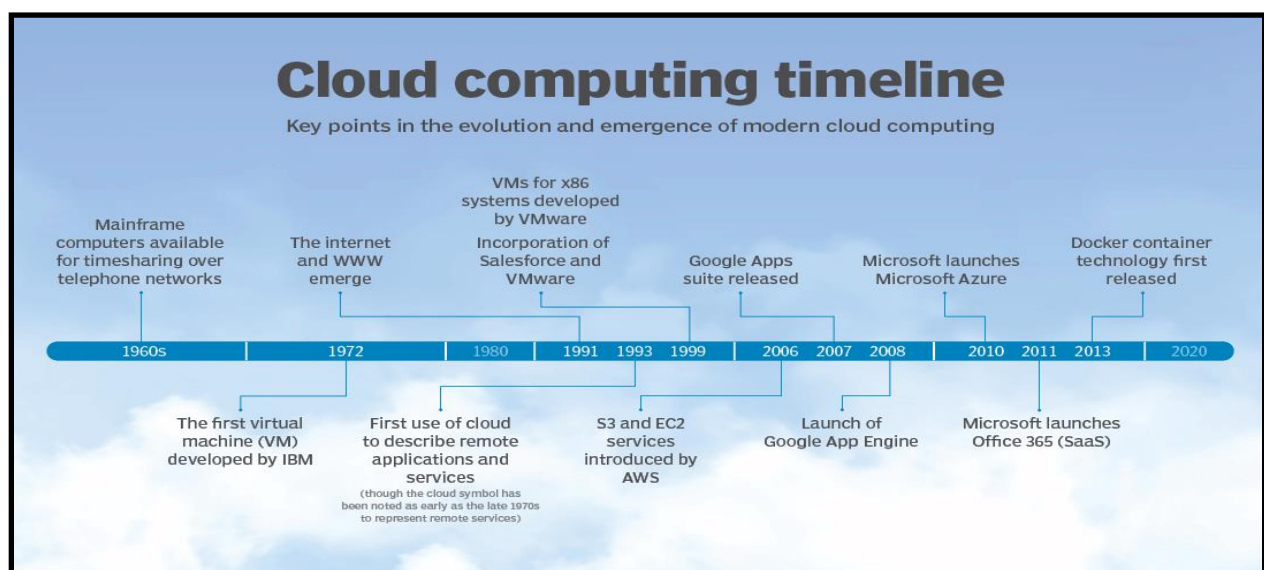 Cloud computing timeline
Key points in the evolution and emergence of modern cloud computing
Mainframe
computers available
for timesharing over
telephone networks
The internet
and WWW
emerge
VMs for x86
systems developed
by VMware
Incorporation of
Salesforce and
VMware
Google Apps
suite released
Microsoft launches
Microsoft Azure
Docker container
technology first
released
1960s 1972 1980 1991 1993 1999 2006 2007 2008 2010 2011 2013 2020
The first virtual
machine (VM)
developed by IBM
First use of cloud
to describe remote
applications and
services
(though the cloud symbol has
been noted as early as the late 1970s
to represent remote services)
S3 and EC2
services
introduced by
AWS
Launch of
Google App Engine
Microsoft launches
Office 365 (SaaS)